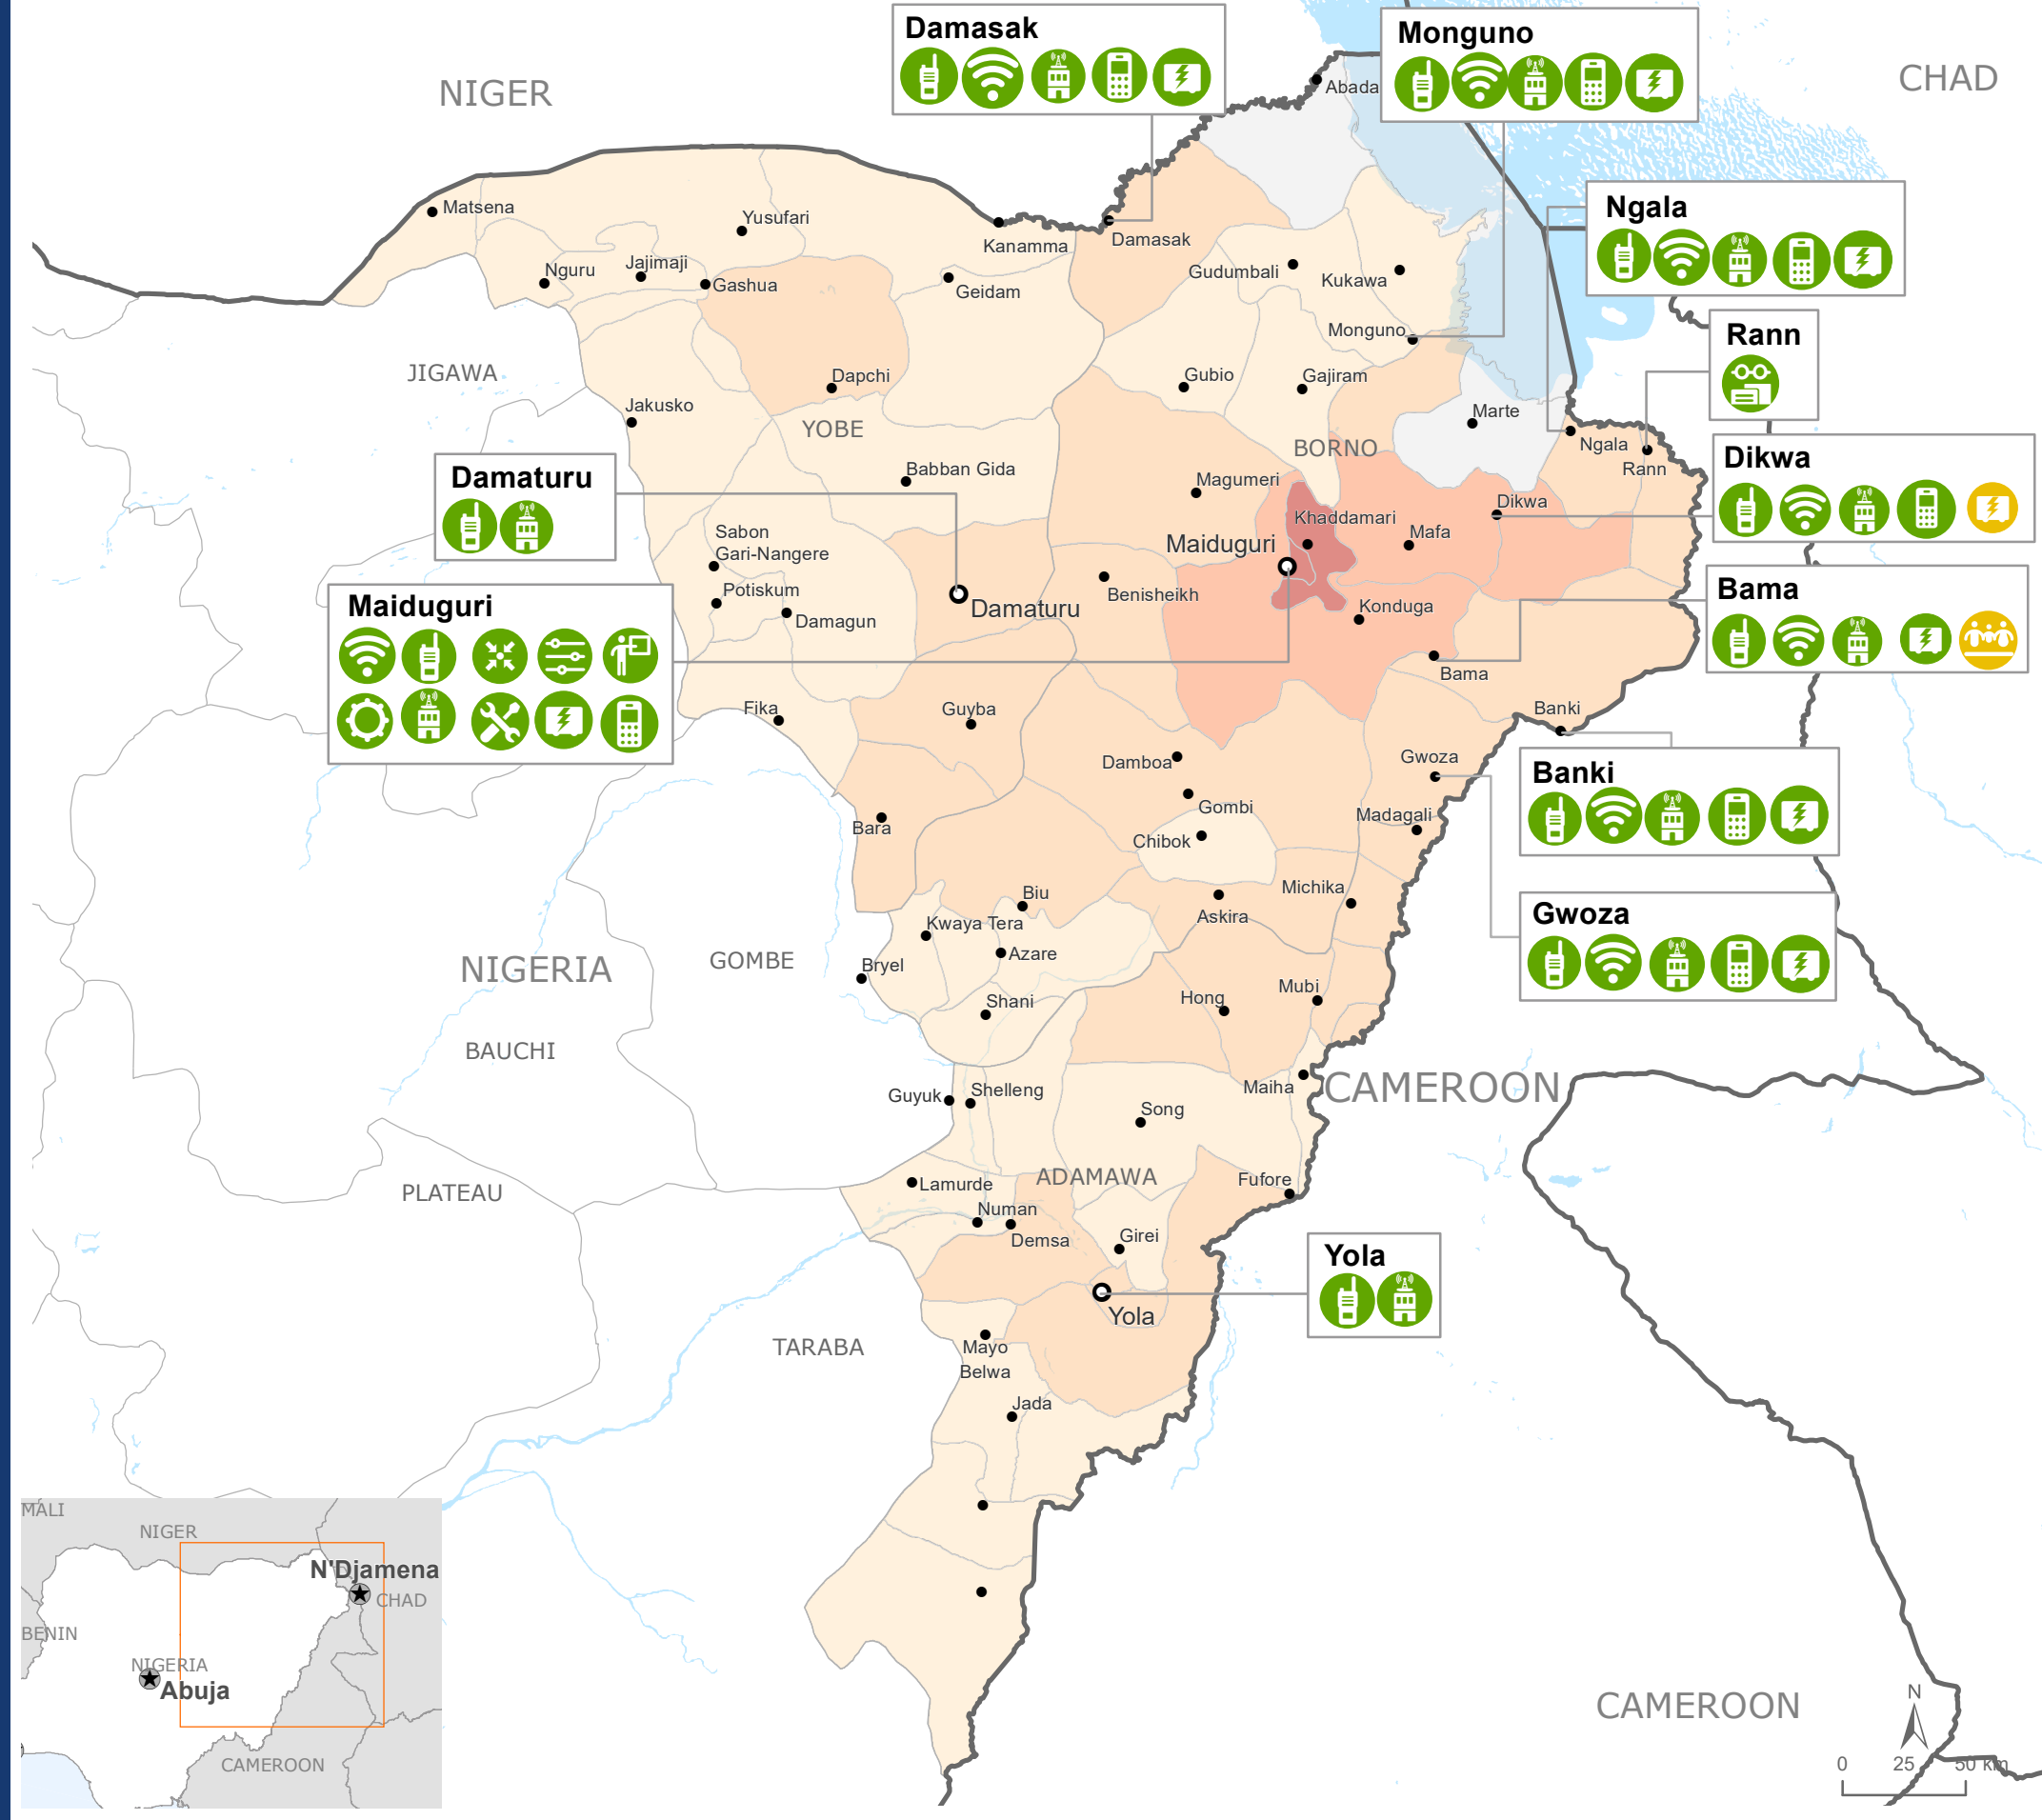 Damasak
Monguno
NIGER
CHAD
Abada
Ngala
Matsena
Yusufari
Kanamma
Damasak
Nguru
Jajimaji
Gashua
Geidam
Gudumbali
Kukawa
Monguno
Rann
JIGAWA
Dapchi
Gubio
Gajiram
Jakusko
YOBE
Marte
BORNO
Ngala
Rann
Dikwa
Damaturu
Babban Gida
Magumeri
Dikwa
Khaddamari
Mafa
Sabon
Gari-Nangere
Maiduguri
Potiskum
Benisheikh
Bama
Maiduguri
Damaturu
Konduga
Damagun
Bama
Fika
Guyba
Banki
Damboa
Gwoza
Banki
Gombi
Madagali
Bara
Chibok
Biu
Michika
Askira
Gwoza
Kwaya Tera
Azare
NIGERIA
GOMBE
Bryel
Shani
Hong
Mubi
BAUCHI
Guyuk
Shelleng
Maiha
CAMEROON
Song
PLATEAU
Lamurde
ADAMAWA
Fufore
Numan
Demsa
Girei
Yola
Yola
TARABA
Mayo
Belwa
Jada
MALI
NIGER
N'Djamena
CHAD
BENIN
NIGERIA
Abuja
CAMEROON
CAMEROON
N
0 25 50 km